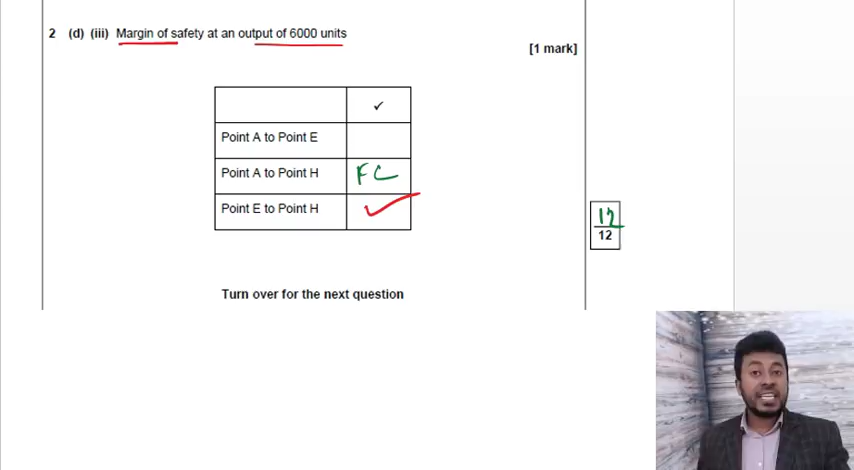 2 (d) (iii) Margin of safety at an output of 6000 units
[1 mark]
✓
Point A to Point E
Point A to Point H FC
Point E to Point H ✓
12
12
Turn over for the next question